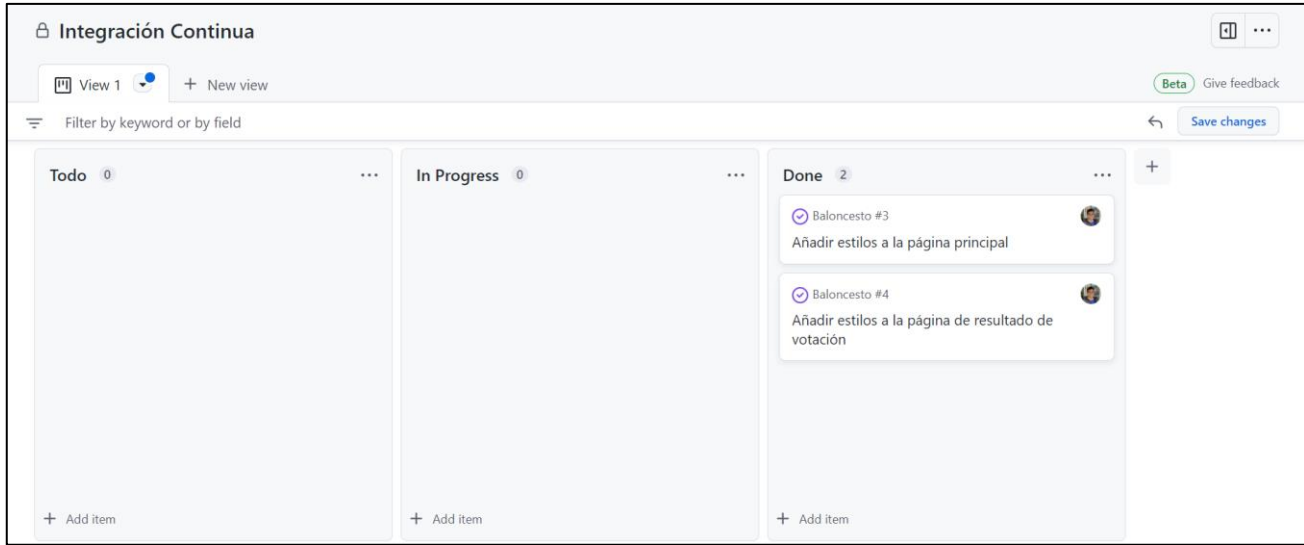 Integración Continua
View 1
New view
Beta Give feedback
Filter by keyword or by field
Save changes
Todo 0
In Progress 0
Done 2
Baloncesto #3
Añadir estilos a la página principal
Baloncesto #4
Añadir estilos a la página de resultado de
votación
+ Add item
+ Add item
+ Add item